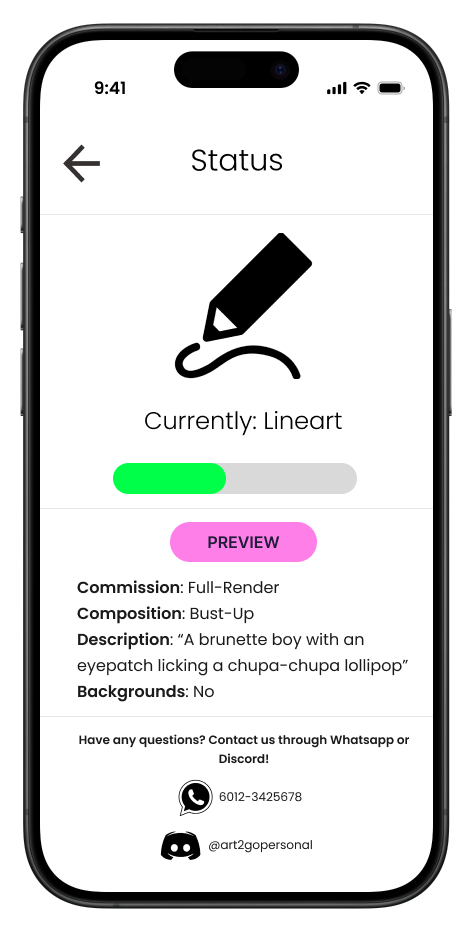 9:41
Status
Currently: Lineart
PREVIEW
Commission: Full-Render
Composition: Bust-Up
Description: “A brunette boy with an
eyepatch licking a chupa-chupa lollipop”
Backgrounds: No
Have any questions? Contact us through Whatsapp or
Discord!
6012-3425678
@art2gopersonal